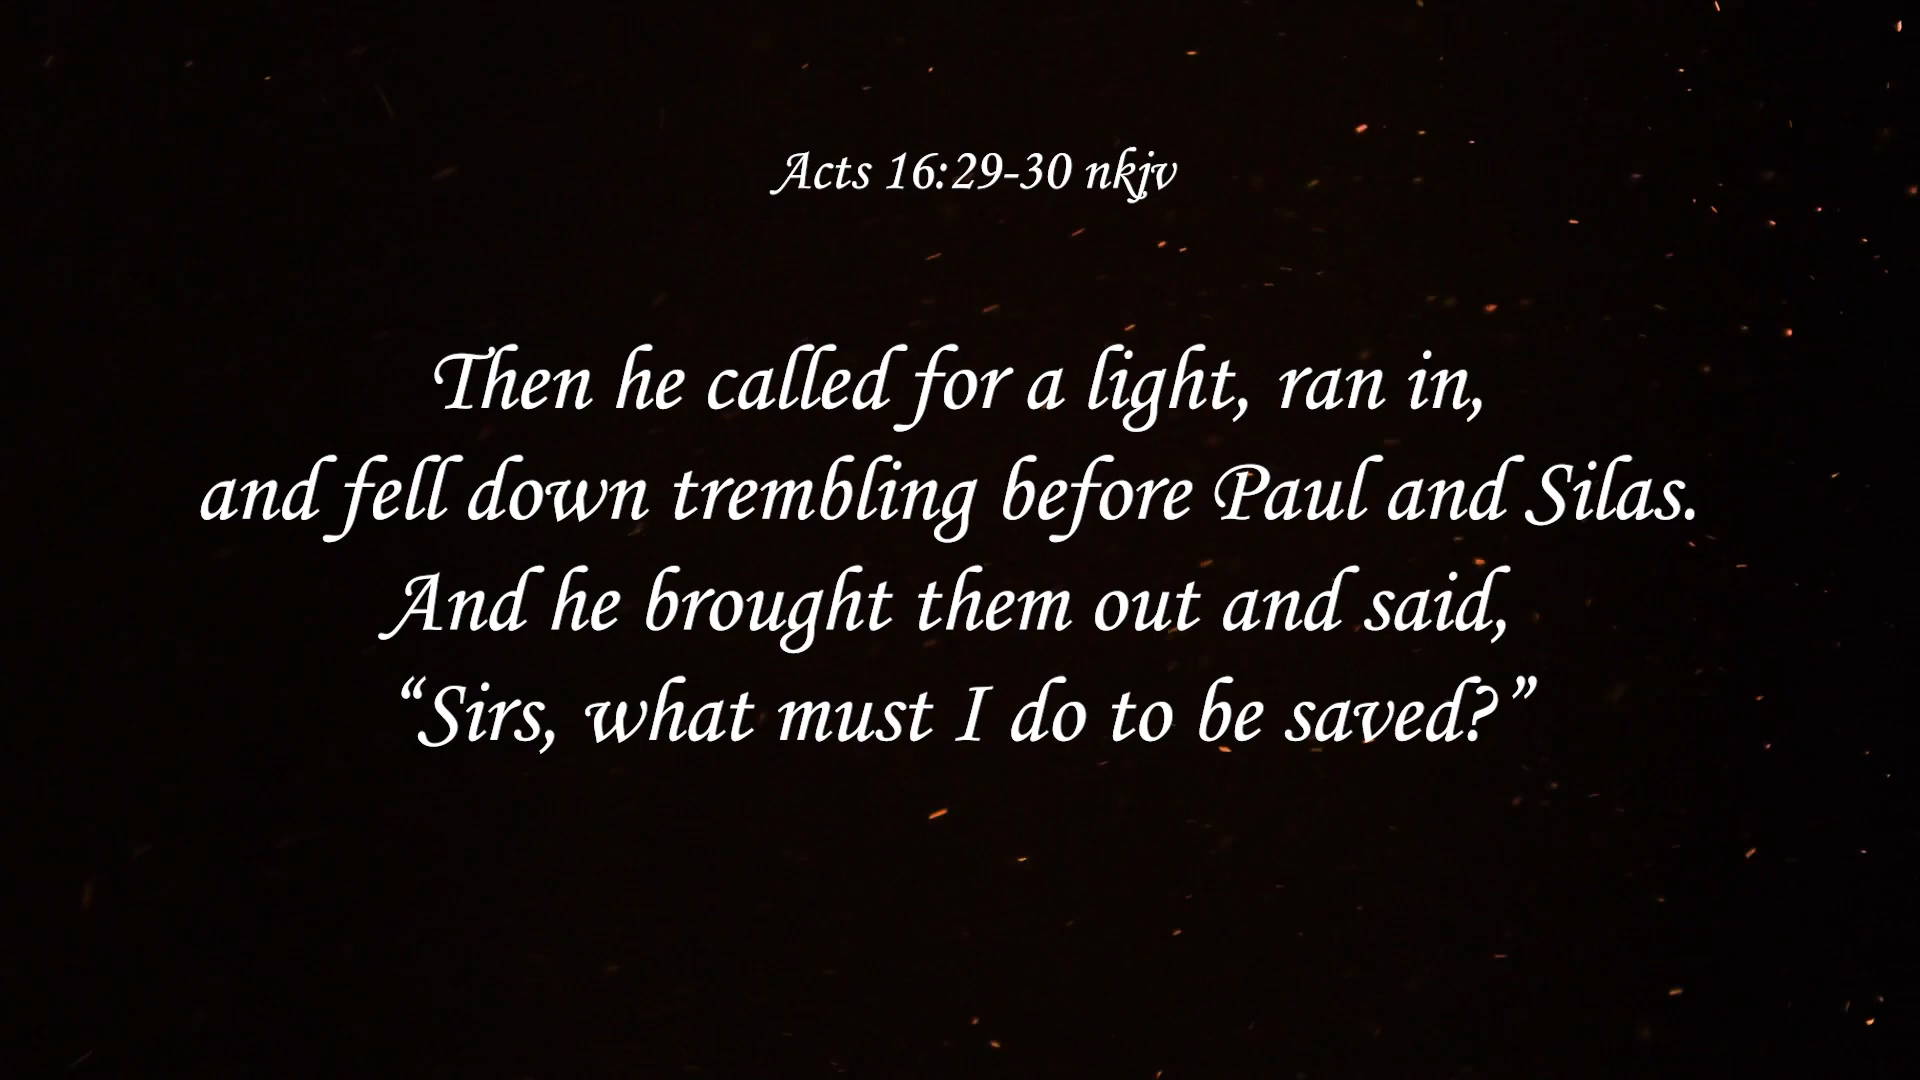 Acts 16:29-30 nkjv
Then he called for a light, ran in,
and fell down trembling before Paul and Silas.
And he brought them out and said,
“Sirs, what must I do to be saved?”